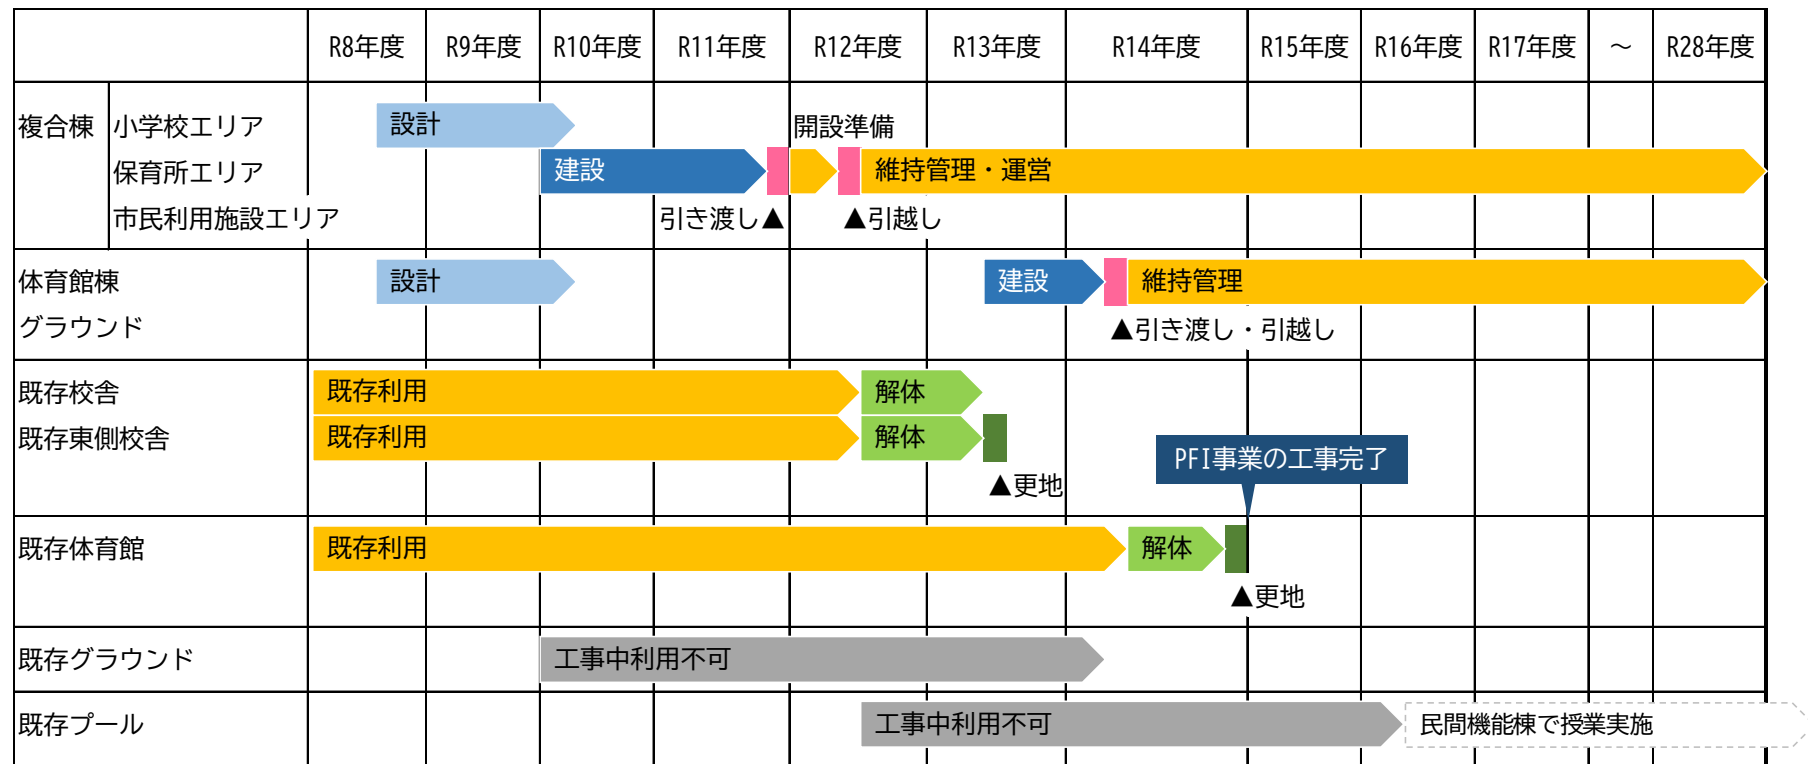 R8年度 R9年度 R10年度 R11年度 R12年度 R13年度 R14年度 R15年度 R16年度 R17年度 ～ R28年度
複合棟 小学校エリア 設計 開設準備
保育所エリア 建設 維持管理・運営
市民利用施設エリア 引き渡し▲ ▲引越し
体育館棟 設計 建設 維持管理
グラウンド ▲引き渡し・引越し
既存校舎 既存利用 解体
既存東側校舎 既存利用 解体
PFI事業の工事完了
▲更地
既存体育館 既存利用 解体
▲更地
既存グラウンド 工事中利用不可
既存プール 工事中利用不可 民間機能棟で授業実施